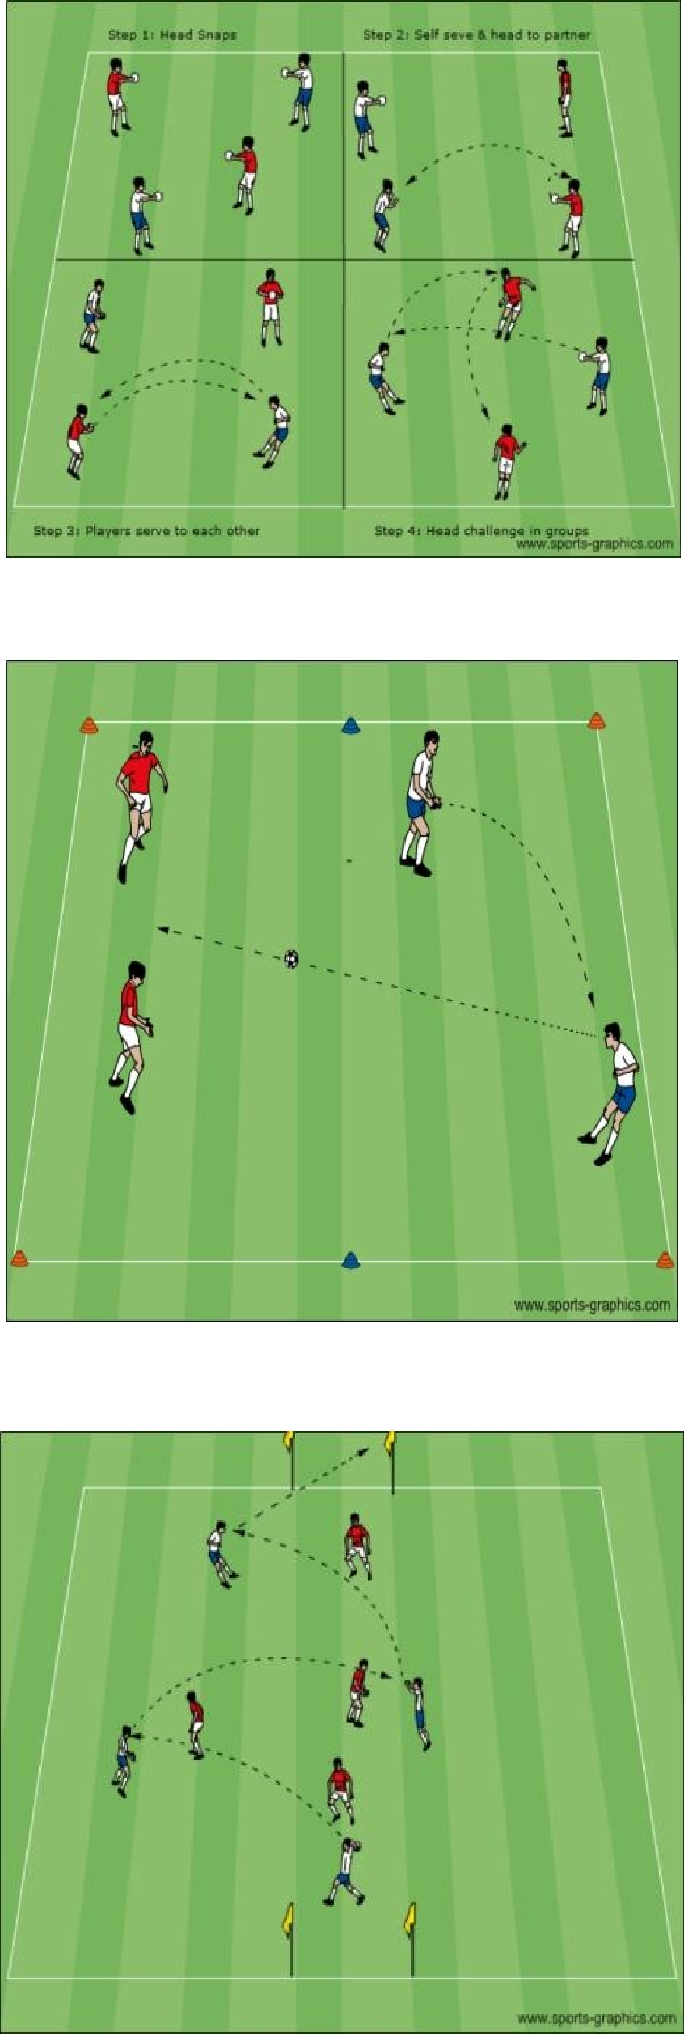 Step 1: Head Snaps
Step 2: Self seve & head to partner
Step 3: Players serve to each other
Step 4: Head challenge in groups
www.sports-graphics.com
www.sports-graphics.com
www.sports-graphics.com